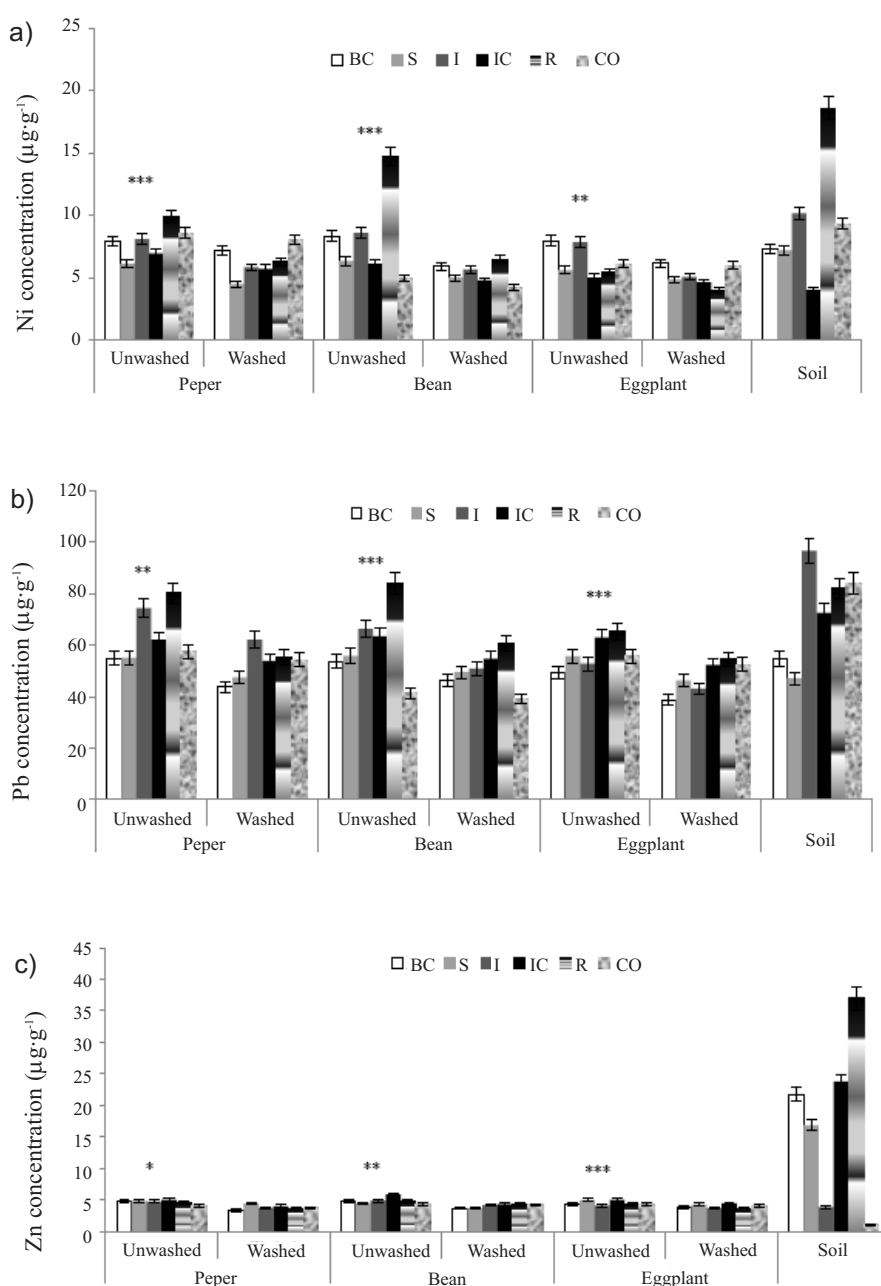 a)
Ni concentration (µg·g-1)
25
20
15
10
5
0
BC S I IC R CO
***
***
**
Unwashed Washed Unwashed Washed Unwashed Washed
Soil
Peper Bean Eggplant
b)
Pb concentration (µg·g-1)
120
100
80
60
40
20
0
BC S I IC R CO
**
***
***
Unwashed Washed Unwashed Washed Unwashed Washed
Soil
Peper Bean Eggplant
c)
Zn concentration (µg·g-1)
45
40
35
30
25
20
15
10
5
0
BC S I IC R CO
*
**
***
Unwashed Washed Unwashed Washed Unwashed Washed Soil
Peper Bean Eggplant